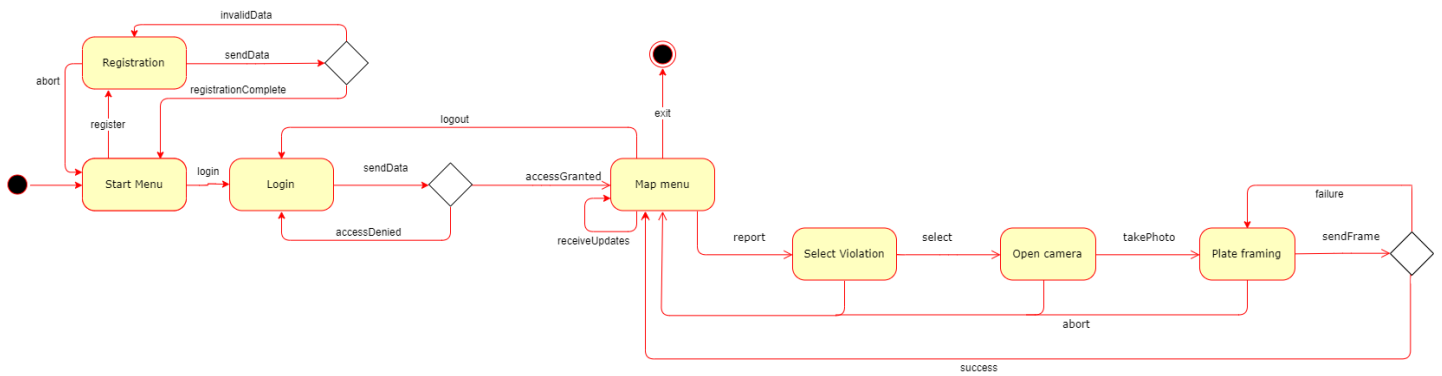 invalidData
Registration
sendData
abort
registrationComplete
register
exit
logout
Start Menu
login
Login
sendData
accessGranted
Map menu
accessDenied
receiveUpdates
report
Select Violation
select
Open camera
takePhoto
Plate framing
sendFrame
failure
abort
success